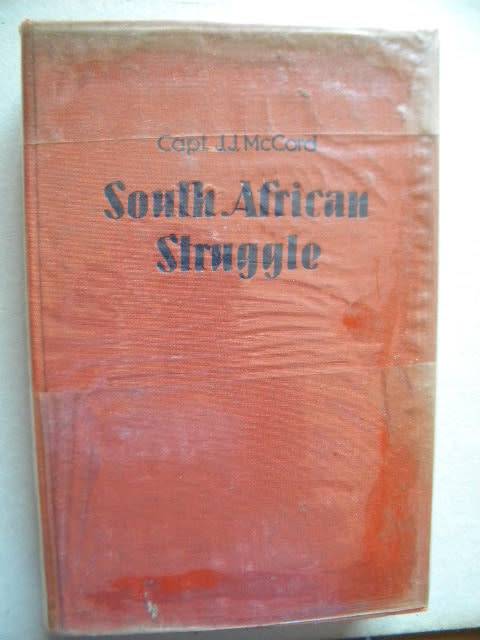 Capt. J.J. McCord
South African
Struggle